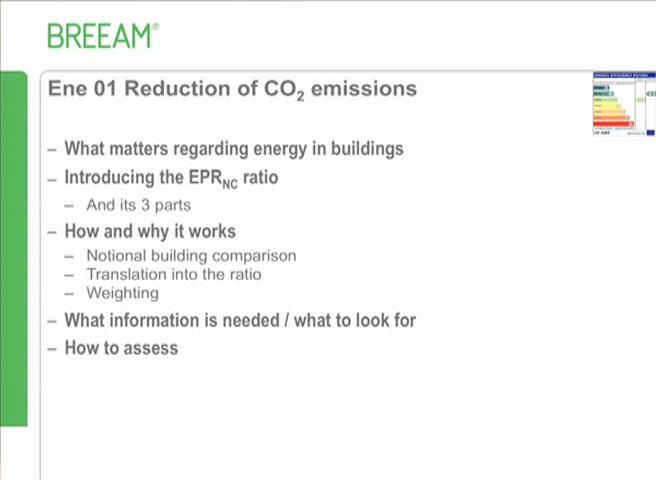 BREEAM®
Ene 01 Reduction of CO₂ emissions
– What matters regarding energy in buildings
– Introducing the EPR_NC ratio
– And its 3 parts
– How and why it works
– Notional building comparison
– Translation into the ratio
– Weighting
– What information is needed / what to look for
– How to assess